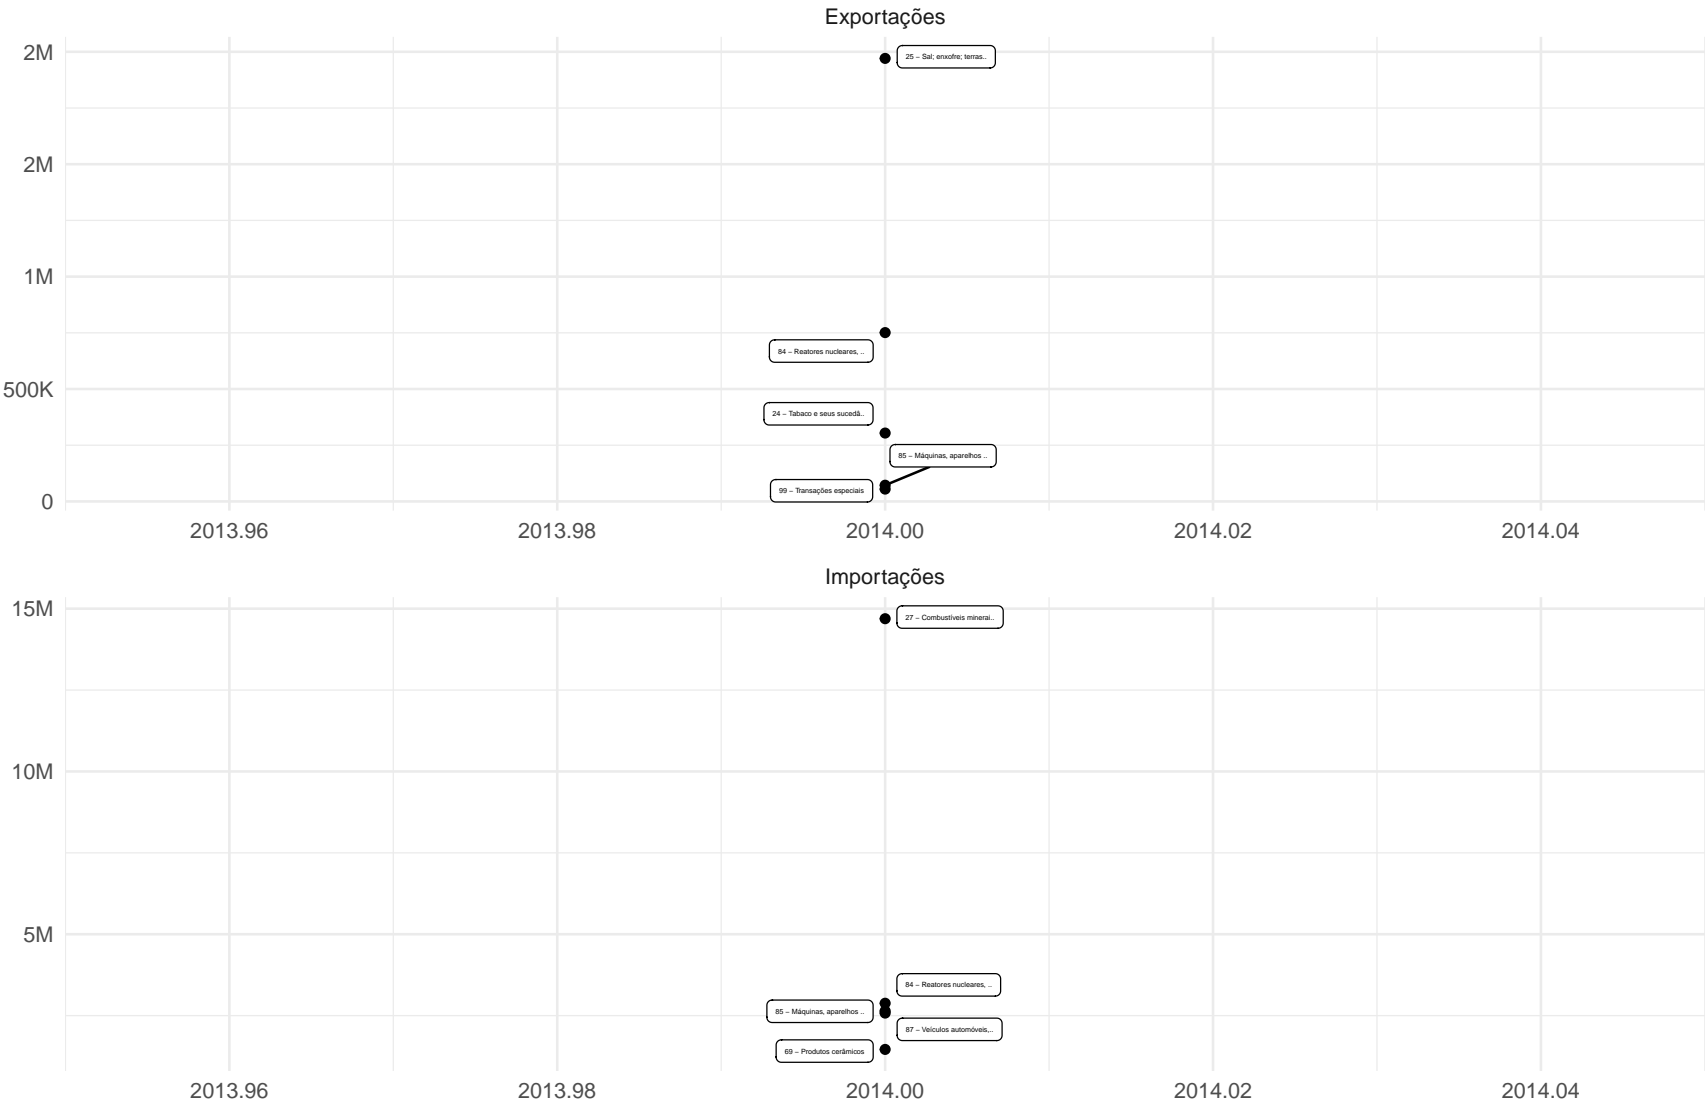 Exportações
2M
25 – Sal; enxofre; terras..
2M
1M
84 – Reatores nucleares, ..
500K
24 – Tabaco e seus sucedâ..
85 – Máquinas, aparelhos ..
99 – Transações especiais
0
2013.96 2013.98 2014.00 2014.02 2014.04
Importações
15M
27 – Combustíveis minerai..
10M
5M
84 – Reatores nucleares, ..
85 – Máquinas, aparelhos ..
87 – Veículos automóveis,..
69 – Produtos cerâmicos
2013.96 2013.98 2014.00 2014.02 2014.04